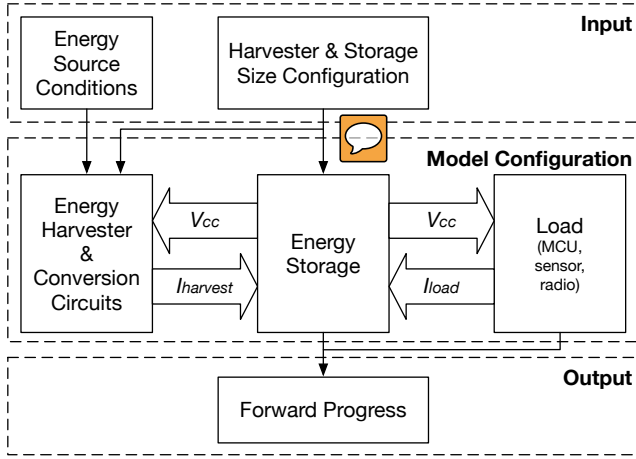 Input
Energy
Source
Conditions
Harvester & Storage
Size Configuration
Model Configuration
Energy
Harvester
&
Conversion
Circuits
Vcc
Iharvest
Energy
Storage
Vcc
Iload
Load
(MCU,
sensor,
radio)
Output
Forward Progress